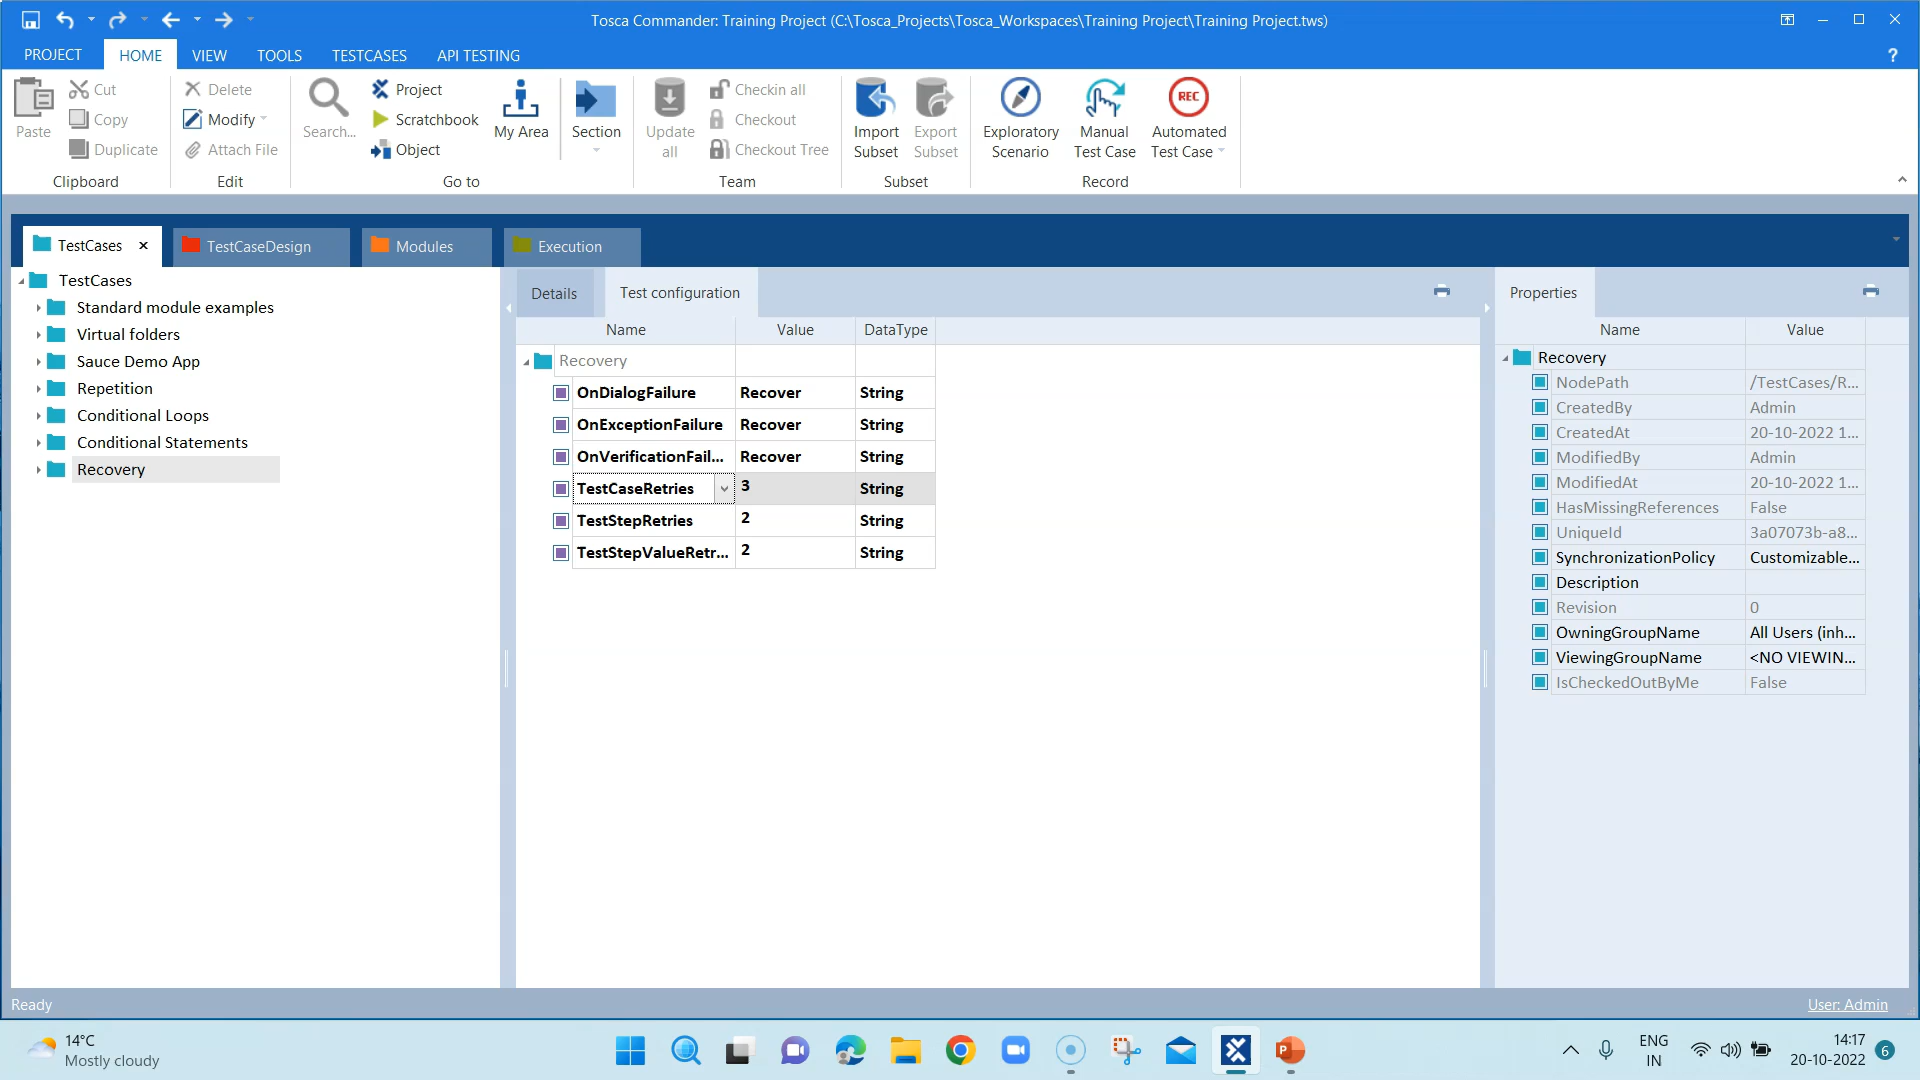 Tosca Commander: Training Project (C:\Tosca_Projects\Tosca_Workspaces\Training Project\Training Project.tws)
PROJECT HOME VIEW TOOLS TESTCASES API TESTING ?
Paste
Cut
Copy
Duplicate
Clipboard
Delete
Modify
Attach File
Edit
Search...
Project
Scratchbook
Object
My Area
Section
Go to
Update all
Checkin all
Checkout
Checkout Tree
Team
Import Subset
Export Subset
Subset
Exploratory Scenario
Manual Test Case
REC
Automated Test Case
Record
TestCases TestCaseDesign Modules Execution
TestCases
Standard module examples
Virtual folders
Sauce Demo App
Repetition
Conditional Loops
Conditional Statements
Recovery
Details Test configuration
Name Value DataType
Recovery
OnDialogFailure Recover String
OnExceptionFailure Recover String
OnVerificationFail... Recover String
TestCaseRetries 3 String
TestStepRetries 2 String
TestStepValueRetr... 2 String
Properties
Name Value
Recovery
NodePath /TestCases/R...
CreatedBy Admin
CreatedAt 20-10-2022 1...
ModifiedBy Admin
ModifiedAt 20-10-2022 1...
HasMissingReferences False
UniqueId 3a07073b-a8...
SynchronizationPolicy Customizable...
Description
Revision 0
OwningGroupName All Users (inh...
ViewingGroupName <NO VIEWIN...
IsCheckedOutByMe False
Ready User: Admin
14°C
Mostly cloudy
P
ENG
IN
14:17
20-10-2022
6